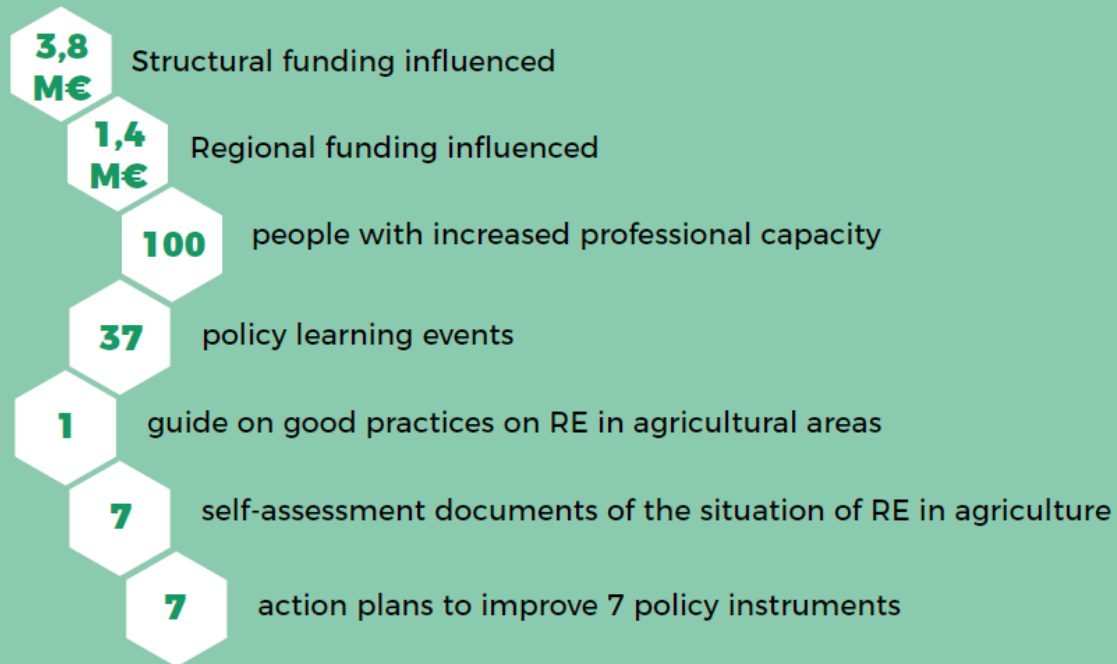 3,8
M€
Structural funding influenced
1,4
M€
Regional funding influenced
100
people with increased professional capacity
37
policy learning events
1
guide on good practices on RE in agricultural areas
7
self-assessment documents of the situation of RE in agriculture
7
action plans to improve 7 policy instruments